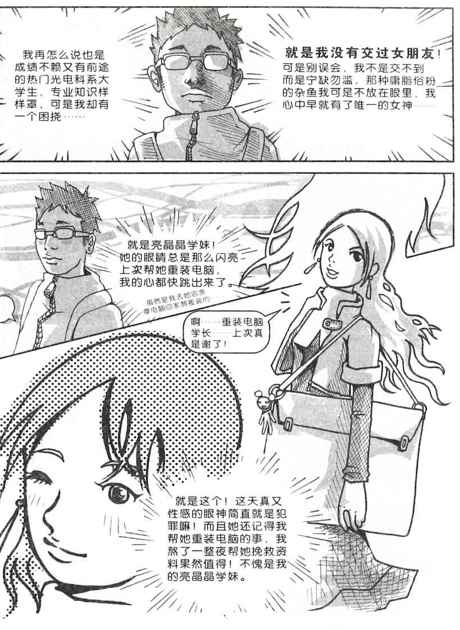 我再怎么说也是
成绩不赖又有前途
的热门光电科系大
学生，专业知识样
样罩，可是我却有
一个困挠……
就是我没有交过女朋友！
可是别误会，我不是交不到
而是宁缺勿滥，那种庸脂俗粉
的杂鱼我可是不放在眼里，我
心中早就有了唯一的女神——
就是亮晶晶学妹！
她的眼睛总是那么闪亮
上次帮她重装电脑，
我的心都快跳出来了。
啊——重装电脑
学长——上次真
是谢了！
就是这个！这天真又
性感的眼神简直就是犯
罪嘛！而且她还记得我
帮她重装电脑的事，我
熬了一整夜帮她挽救资
料果然值得！不愧是我
的亮晶晶学妹。